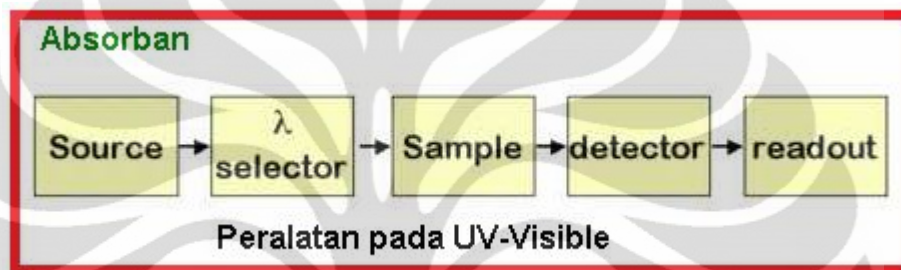 Absorban
Source
λ
selector
Sample
detector
readout
Peralatan pada UV-Visible